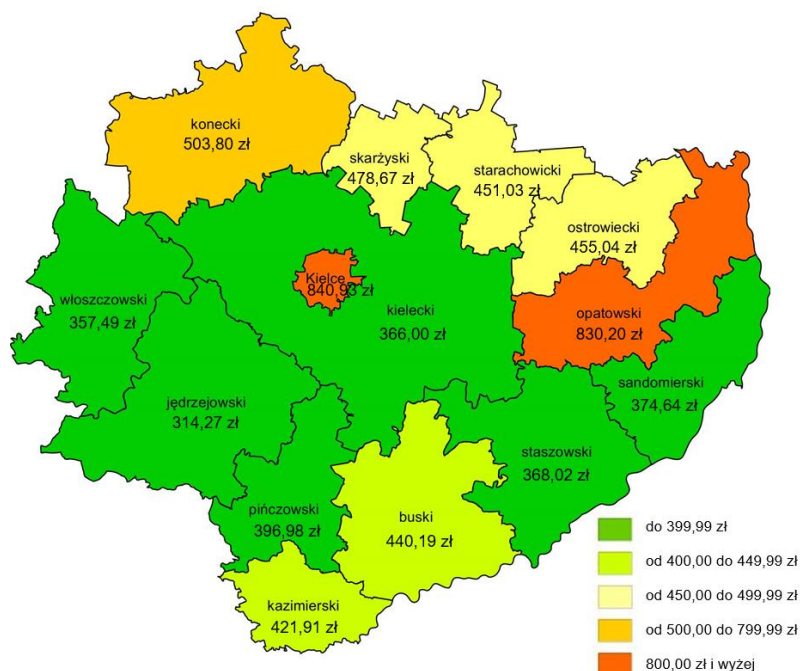 konecki
503,80 zł
skarżyski
478,67 zł
starachowicki
451,03 zł
ostrowiecki
455,04 zł
Kielce
840,93 zł
włoszczowski
357,49 zł
kielecki
366,00 zł
opatowski
830,20 zł
sandomierski
374,64 zł
jędrzejowski
314,27 zł
staszowski
368,02 zł
pińczowski
396,98 zł
buski
440,19 zł
kazimierski
421,91 zł
do 399,99 zł
od 400,00 do 449,99 zł
od 450,00 do 499,99 zł
od 500,00 do 799,99 zł
800,00 zł i wyżej